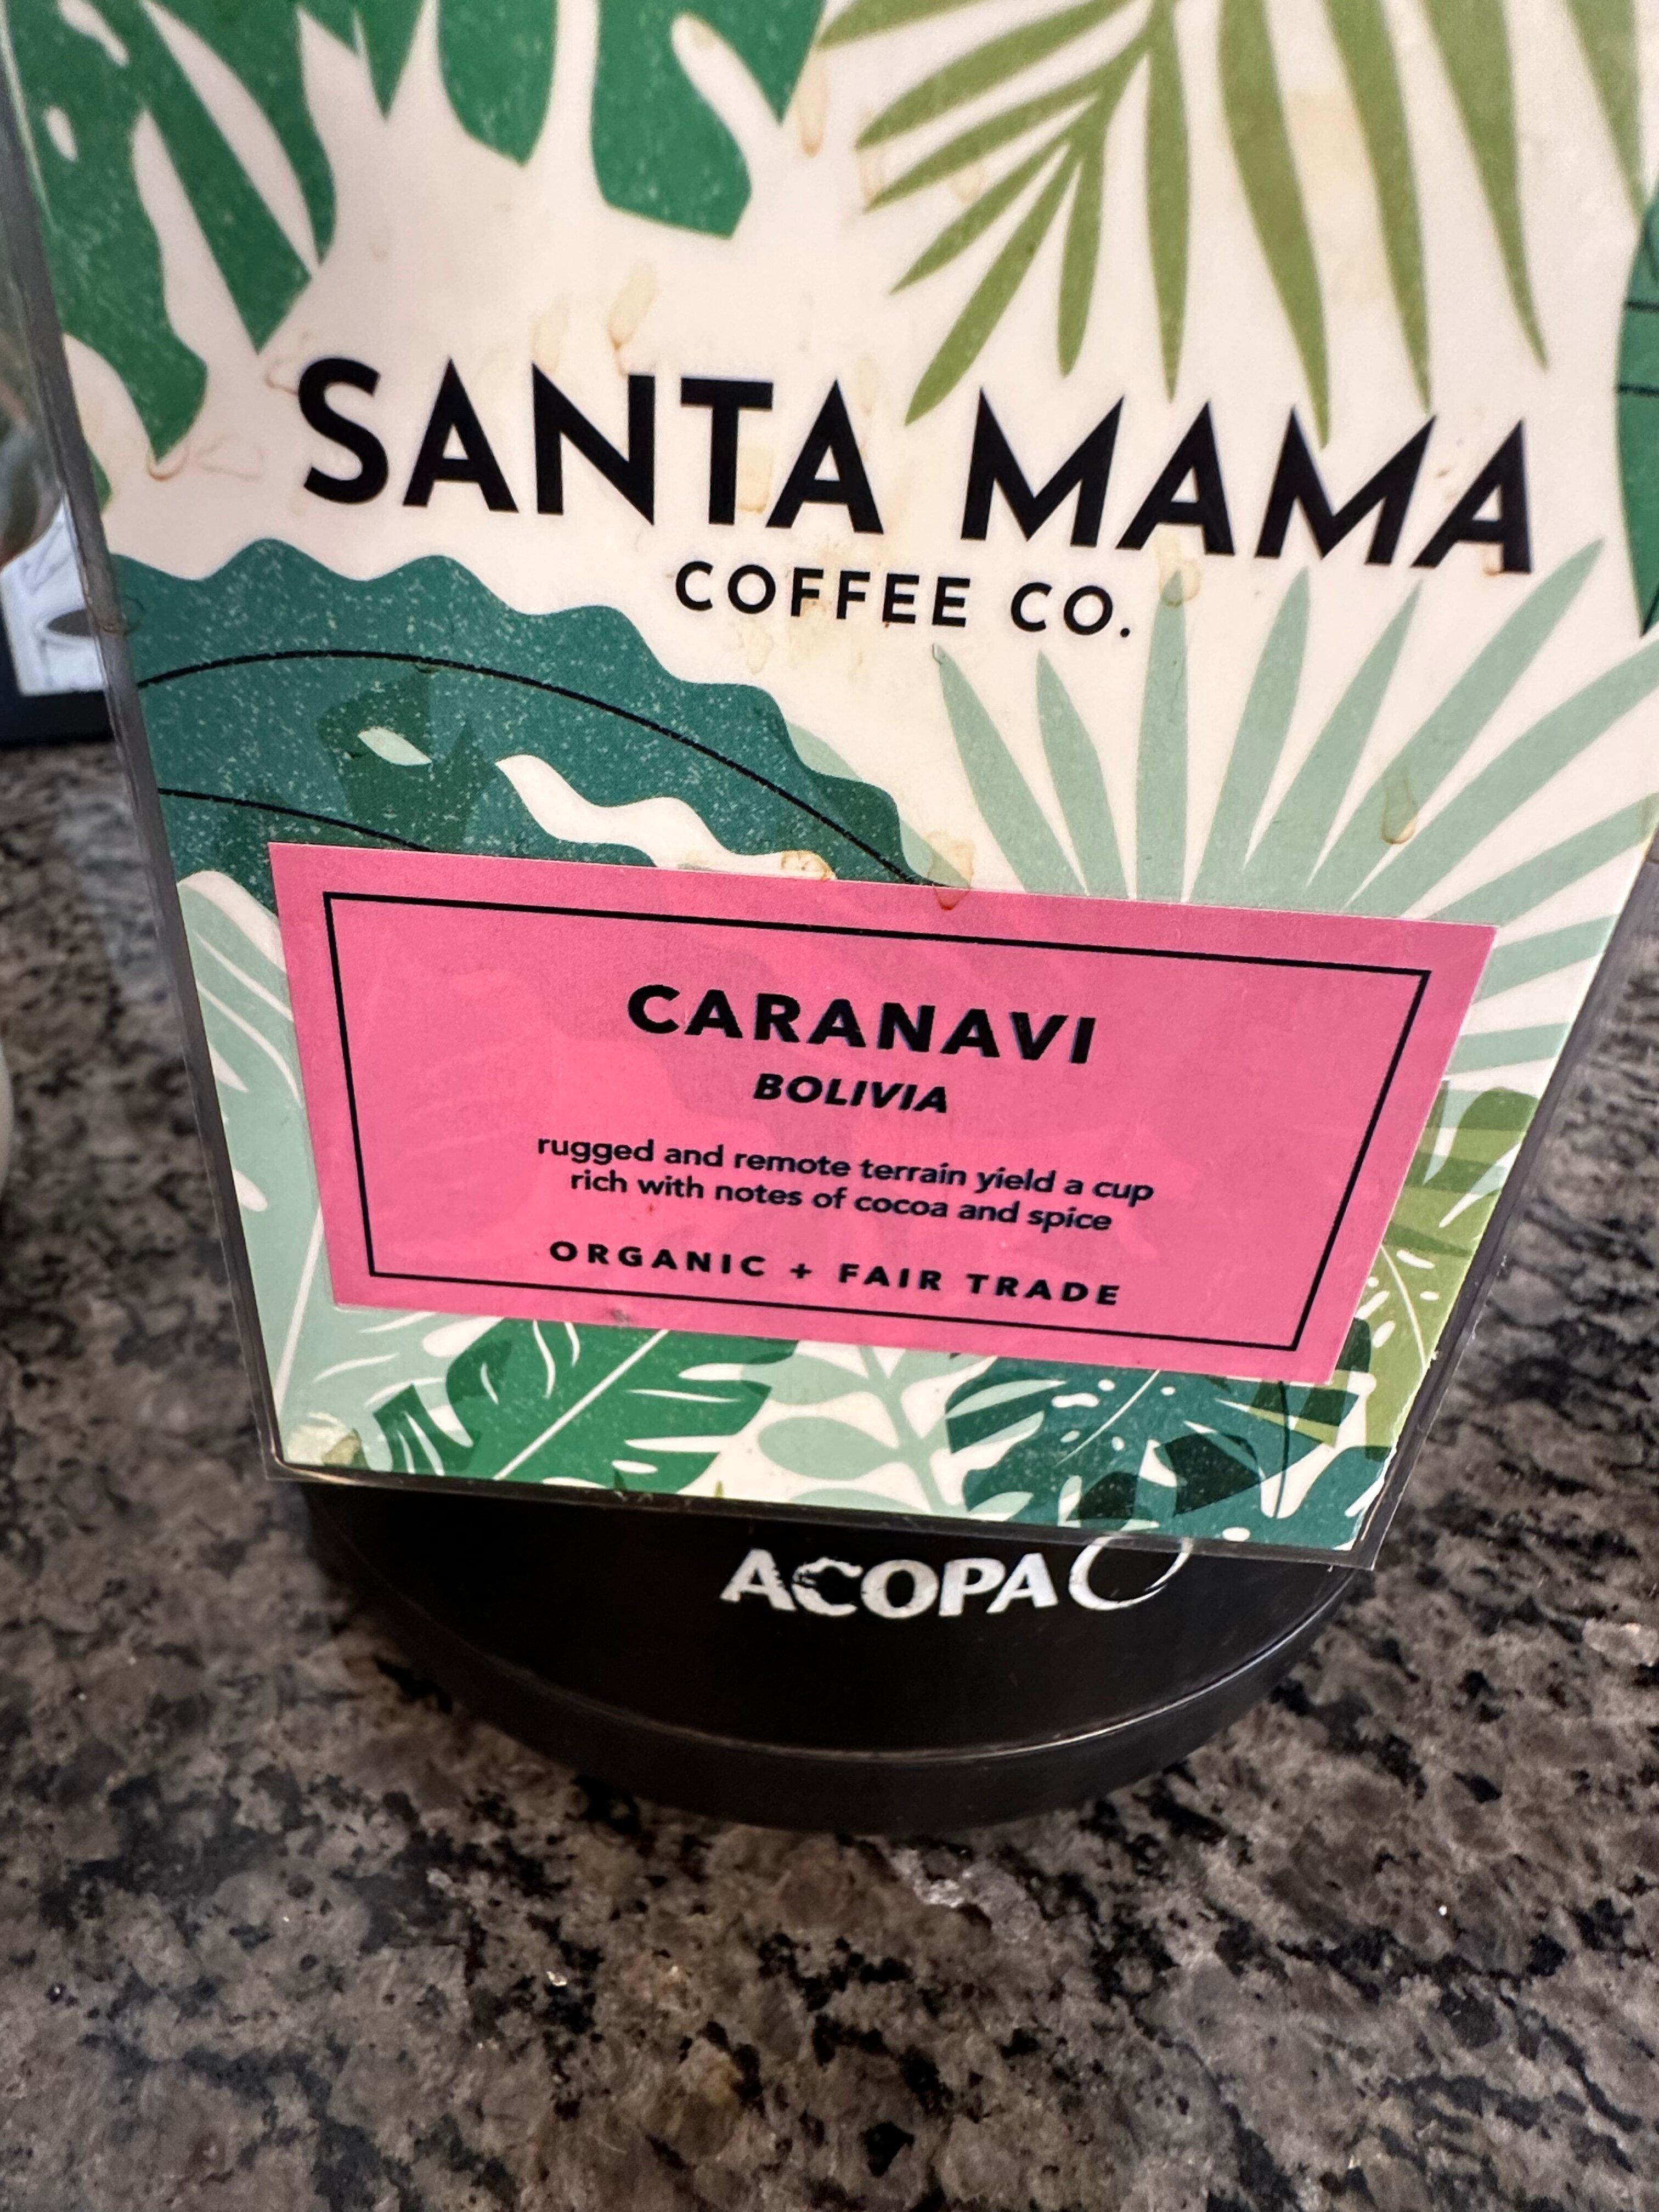 SANTA MAMA
COFFEE CO.
CARANAVI
BOLIVIA
rugged and remote terrain yield a cup
rich with notes of cocoa and spice
ORGANIC + FAIR TRADE
ACOPA